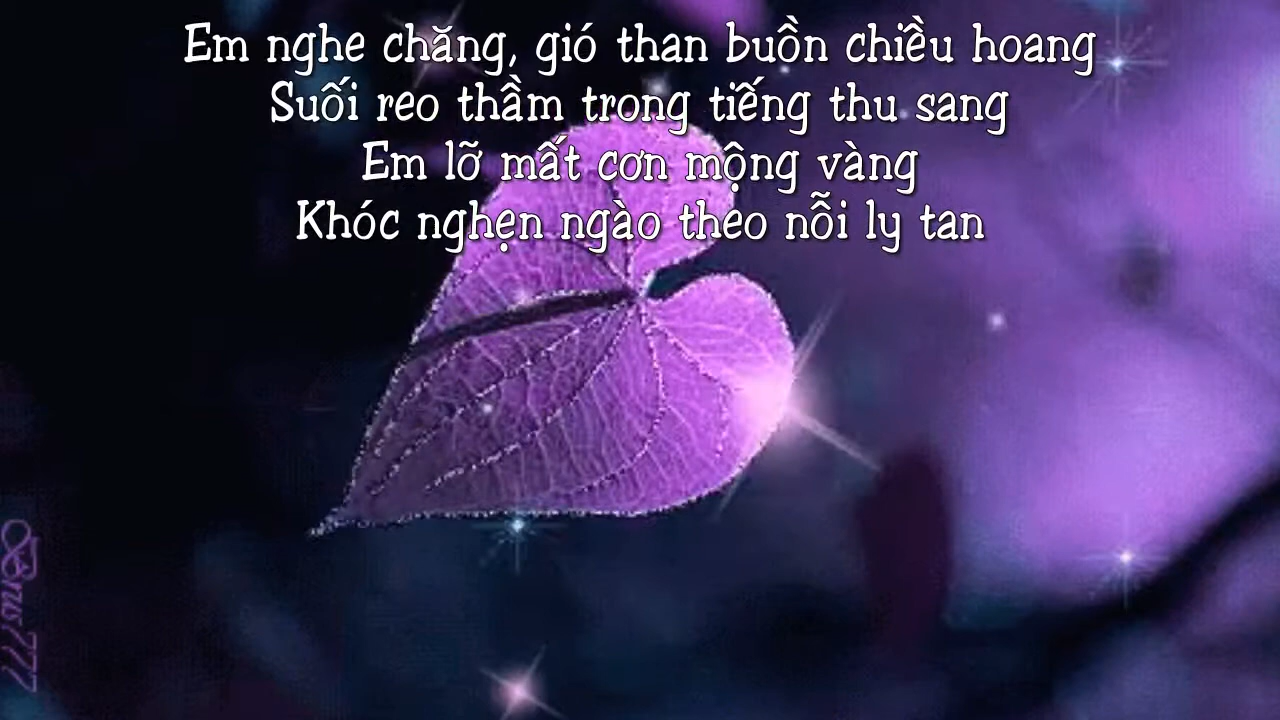 Em nghe chăng, gió than buồn chiều hoang
Suối reo thầm trong tiếng thu sang
Em lỡ mất cơn mộng vàng
Khóc nghẹn ngào theo nỗi ly tan